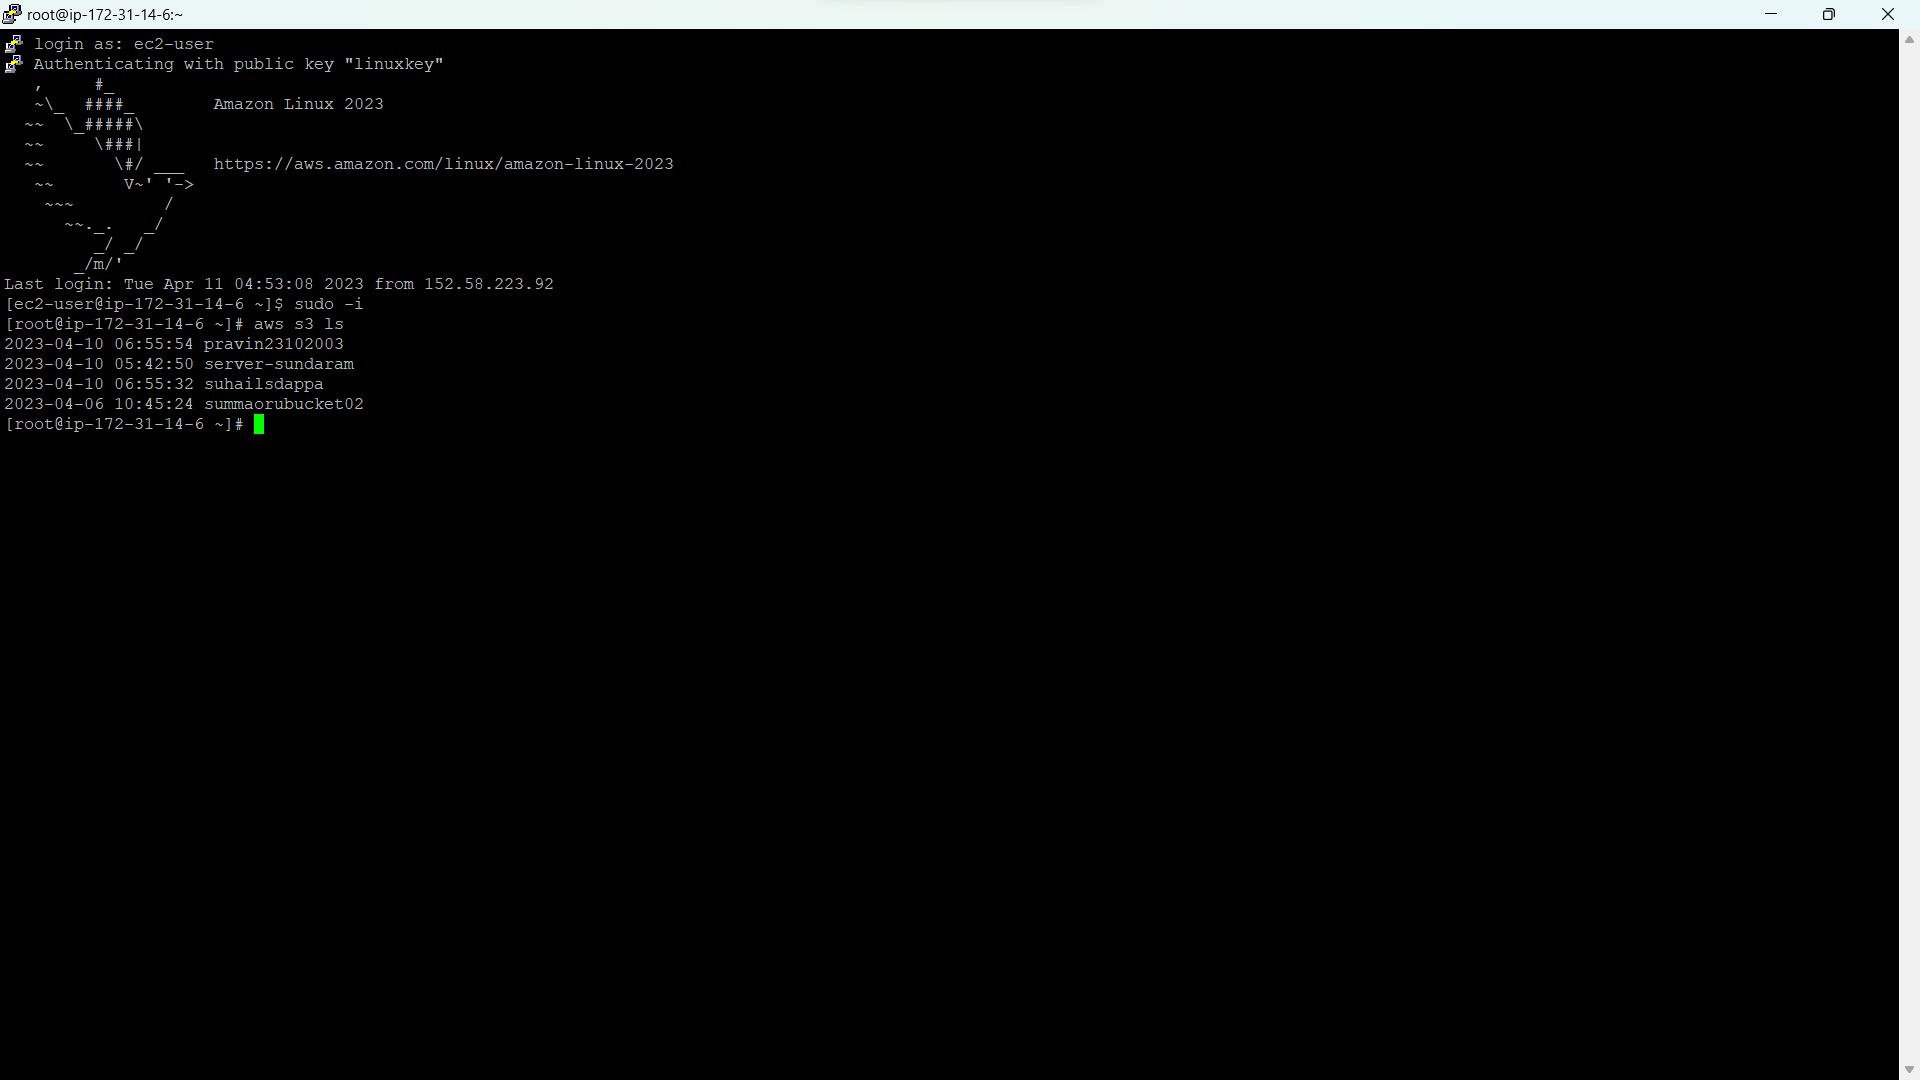 root@ip-172-31-14-6:~
login as: ec2-user
Authenticating with public key "linuxkey"
   ,     #_
   ~\_  ####_        Amazon Linux 2023
  ~~  \_#####\
  ~~     \###|
  ~~       \#/ ___   https://aws.amazon.com/linux/amazon-linux-2023
   ~~       V~' '->
    ~~~         /
      ~~._.   _/
         _/ _/
       _/m/'
Last login: Tue Apr 11 04:53:08 2023 from 152.58.223.92
[ec2-user@ip-172-31-14-6 ~]$ sudo -i
[root@ip-172-31-14-6 ~]# aws s3 ls
2023-04-10 06:55:54 pravin23102003
2023-04-10 05:42:50 server-sundaram
2023-04-10 06:55:32 suhailsdappa
2023-04-06 10:45:24 summaorubucket02
[root@ip-172-31-14-6 ~]#